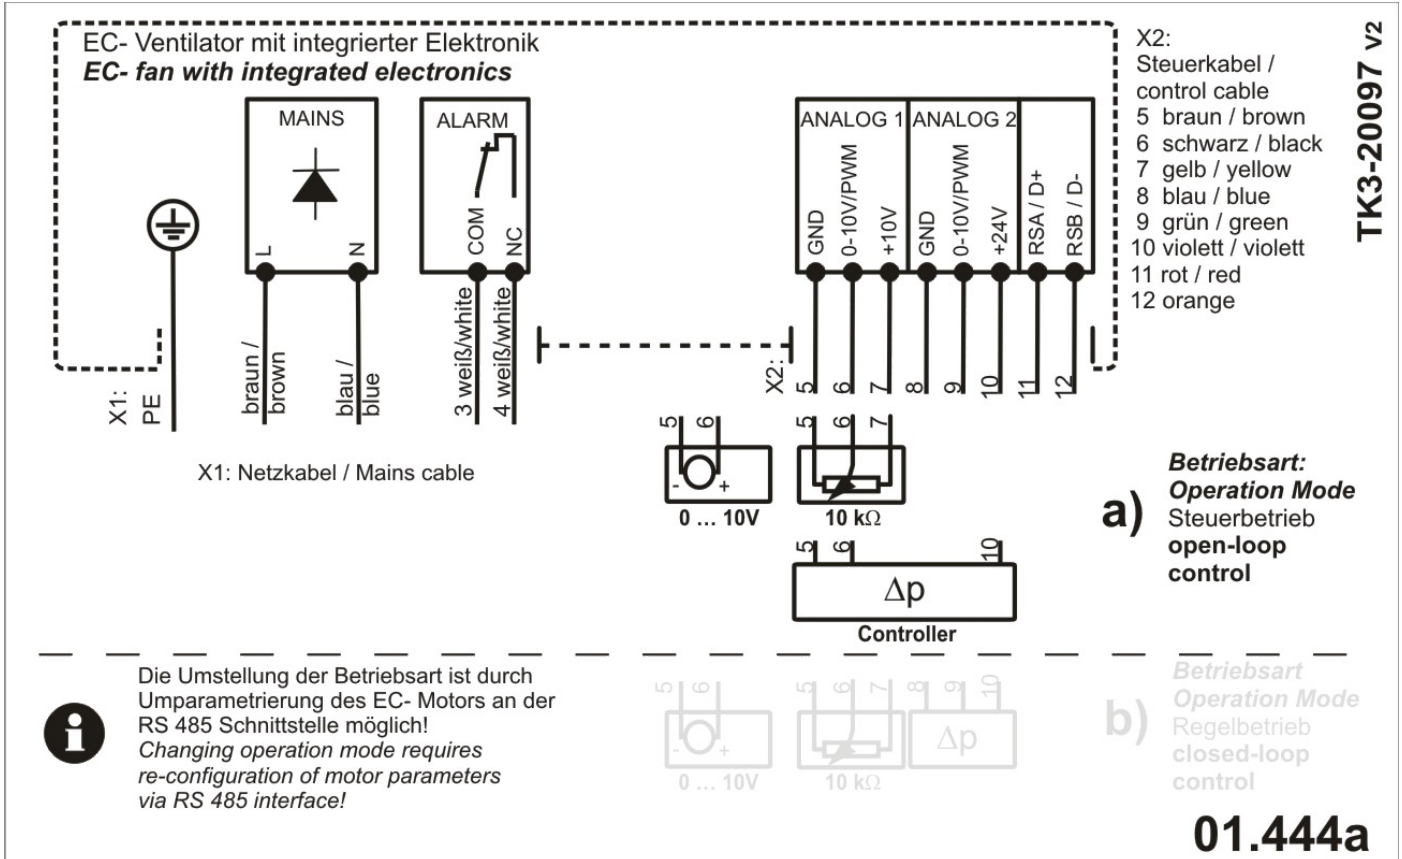 EC- Ventilator mit integrierter Elektronik
EC- fan with integrated electronics
MAINS
L
N
ALARM
COM
NC
ANALOG 1
GND
0-10V/PWM
+10V
ANALOG 2
GND
0-10V/PWM
+24V
RSA / D+
RSB / D-
X2:
Steuerkabel /
control cable
5 braun / brown
6 schwarz / black
7 gelb / yellow
8 blau / blue
9 grün / green
10 violett / violett
11 rot / red
12 orange
TK3-20097 V2
X1:
PE
braun /
brown
blau /
blue
3 weiß/white
4 weiß/white
X2:
5
6
7
8
9
10
11
12
X1: Netzkabel / Mains cable
5
6
- +
0 ... 10V
5
6
7
10 kΩ
5
6
10
Δp
Controller
a)
Betriebsart:
Operation Mode
Steuerbetrieb
open-loop
control
i
Die Umstellung der Betriebsart ist durch
Umparametrierung des EC- Motors an der
RS 485 Schnittstelle möglich!
Changing operation mode requires
re-configuration of motor parameters
via RS 485 interface!
5
6
- +
0 ... 10V
5
6
7
10 kΩ
8
9
10
Δp
b)
Betriebsart
Operation Mode
Regelbetrieb
closed-loop
control
01.444a